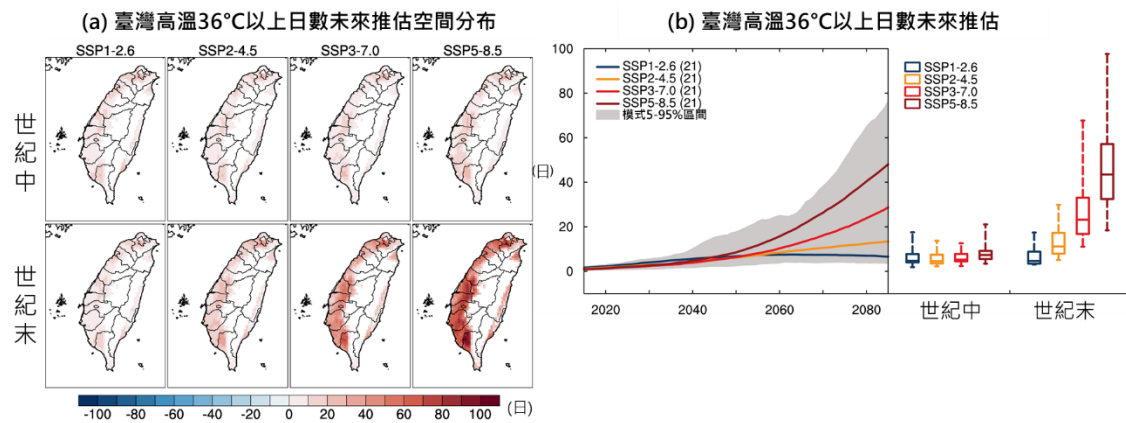 (a) 臺灣高溫36°C以上日數未來推估空間分布
SSP1-2.6 SSP2-4.5 SSP3-7.0 SSP5-8.5
世紀中
世紀末
-100 -80 -60 -40 -20 0 20 40 60 80 100 (日)
(b) 臺灣高溫36°C以上日數未來推估
100
80
60
40
20
0
(日)
SSP1-2.6 (21)
SSP2-4.5 (21)
SSP3-7.0 (21)
SSP5-8.5 (21)
模式5-95%區間
2020 2040 2060 2080
SSP1-2.6
SSP2-4.5
SSP3-7.0
SSP5-8.5
世紀中 世紀末